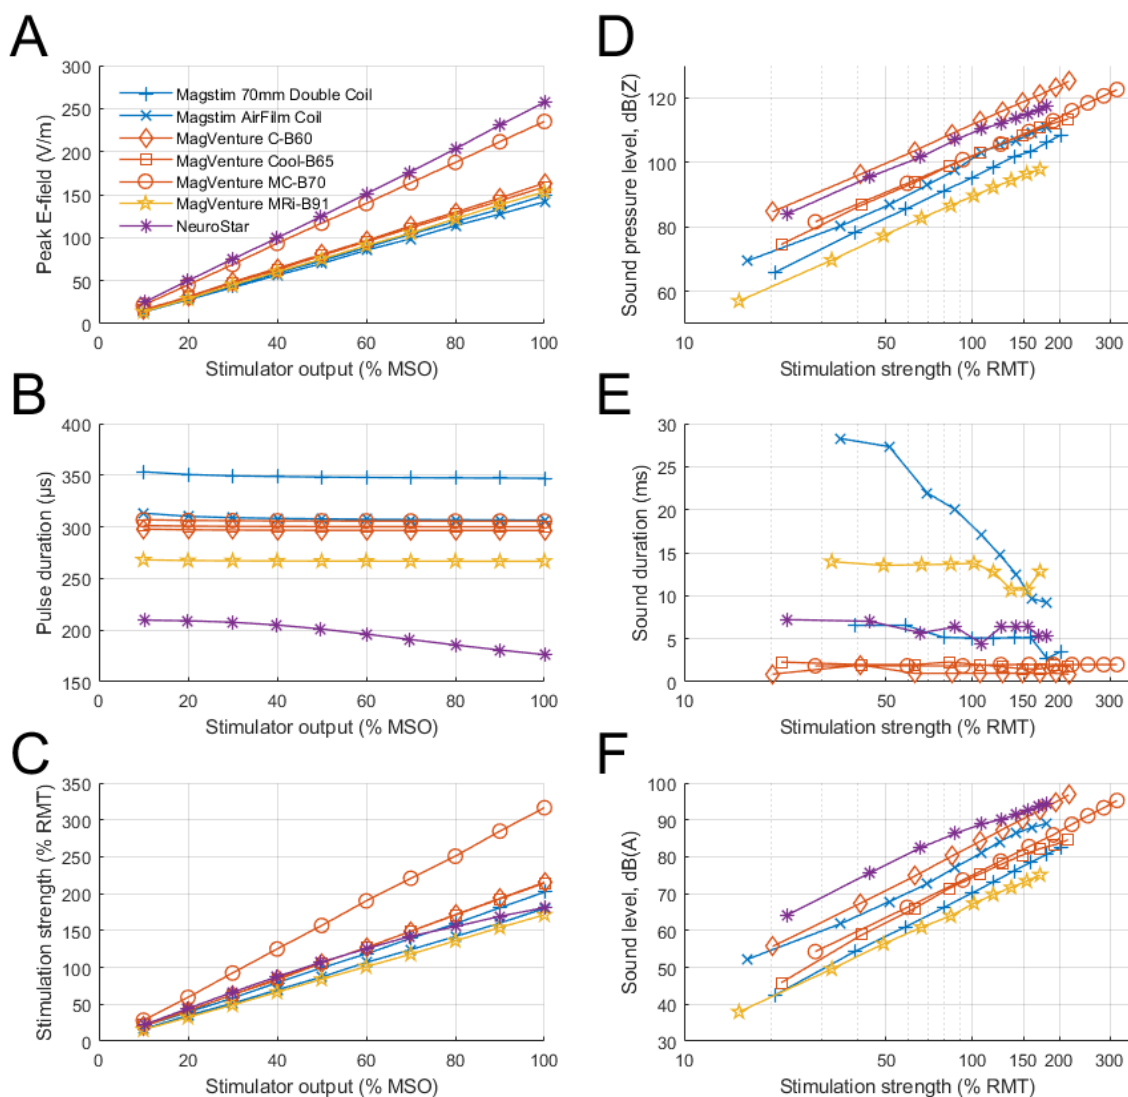 A
300
250
200
150
100
50
0
Peak E-field (V/m)
Magstim 70mm Double Coil
Magstim AirFilm Coil
MagVenture C-B60
MagVenture Cool-B65
MagVenture MC-B70
MagVenture MRi-B91
NeuroStar
0 20 40 60 80 100
Stimulator output (% MSO)
D
120
100
80
60
Sound pressure level, dB(Z)
10 50 100 150 200 300
Stimulation strength (% RMT)
B
400
350
300
250
200
150
Pulse duration (µs)
0 20 40 60 80 100
Stimulator output (% MSO)
E
30
25
20
15
10
5
0
Sound duration (ms)
10 50 100 150 200 300
Stimulation strength (% RMT)
C
350
300
250
200
150
100
50
0
Stimulation strength (% RMT)
0 20 40 60 80 100
Stimulator output (% MSO)
F
100
90
80
70
60
50
40
30
Sound level, dB(A)
10 50 100 150 200 300
Stimulation strength (% RMT)